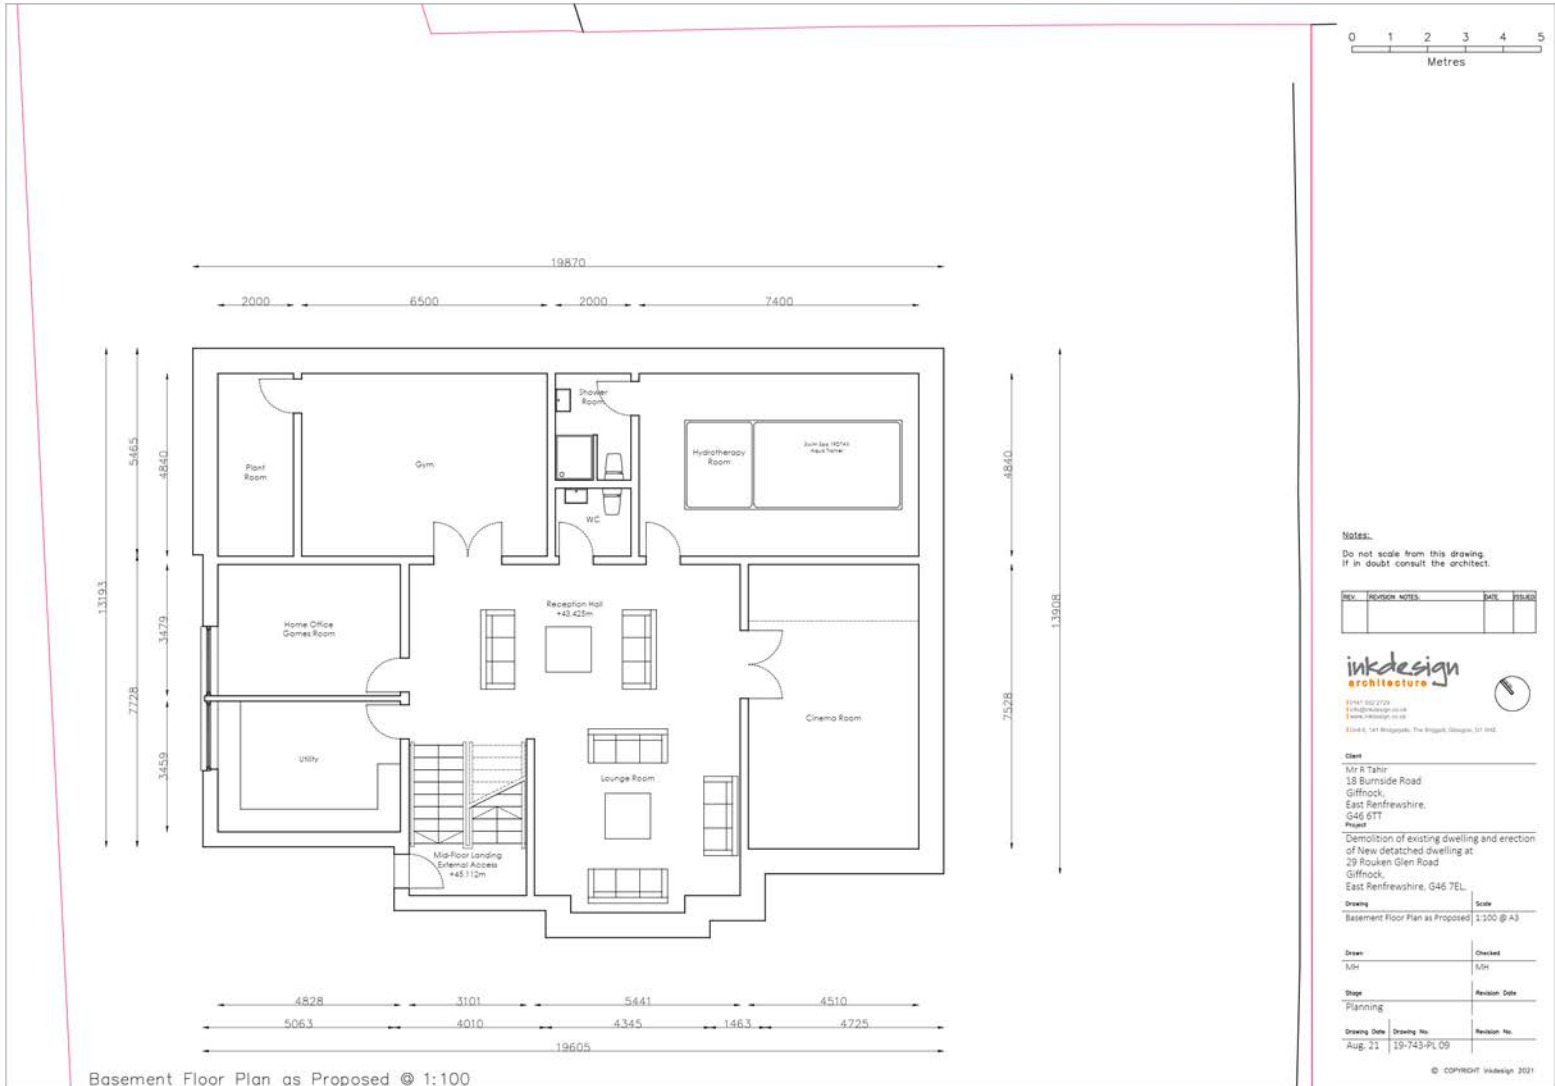 0 1 2 3 4 5
Metres
19870
2000 6500 2000 7400
13193
5465
4840
7728
3479
3459
4840
7528
13908
Plant
Room
Gym
Shower
Room
WC
Hydrotherapy
Room
Reception Hall
+43.425m
Home Office
Games Room
Utility
Cinema Room
Lounge Room
Mid-Floor Landing
External Access
+45.112m
4828 3101 5441 4510
5063 4010 4345 1463 4725
19605
Basement Floor Plan as Proposed @ 1:100
Notes:
Do not scale from this drawing.
If in doubt consult the architect.
REV. REVISION NOTES: DATE ISSUED
inkdesign
architecture
Client
Mr R Tahir
18 Burnside Road
Giffnock,
East Renfrewshire,
G46 6TT
Project
Demolition of existing dwelling and erection
of New detatched dwelling at
29 Rouken Glen Road
Giffnock,
East Renfrewshire, G46 7EL.
Drawing Scale
Basement Floor Plan as Proposed 1:100 @ A3
Drawn Checked
MH MH
Stage Revision Date
Planning
Drawing Date Drawing No. Revision No.
Aug. 21 19-743-PL 09
© COPYRIGHT inkdesign 2021